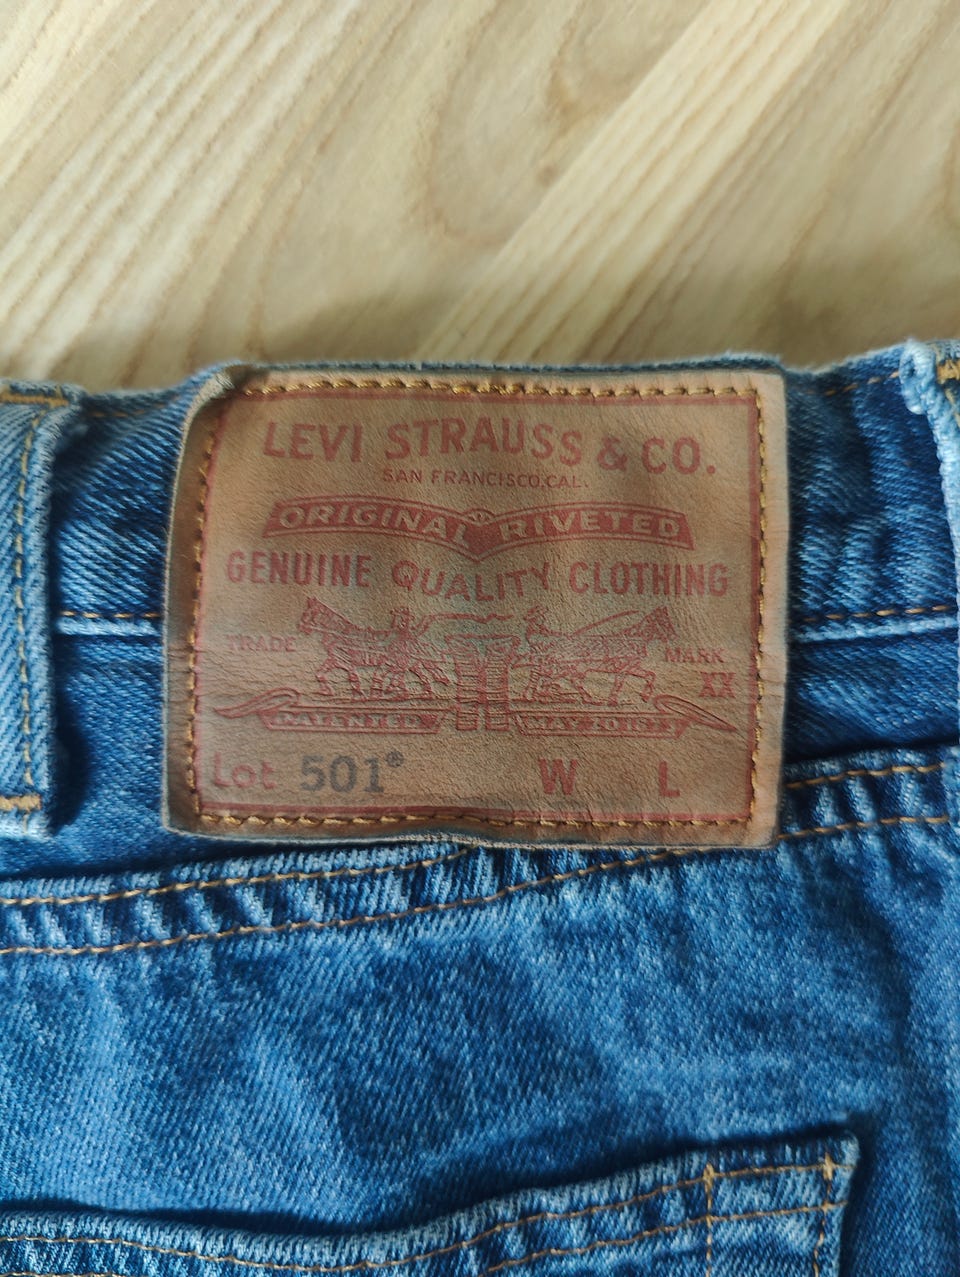 LEVI STRAUSS & CO.
SAN FRANCISCO, CAL.
ORIGINAL RIVETED
GENUINE QUALITY CLOTHING
TRADE MARK
XX
PATENTED MAY 20 1873
Lot 501® W L